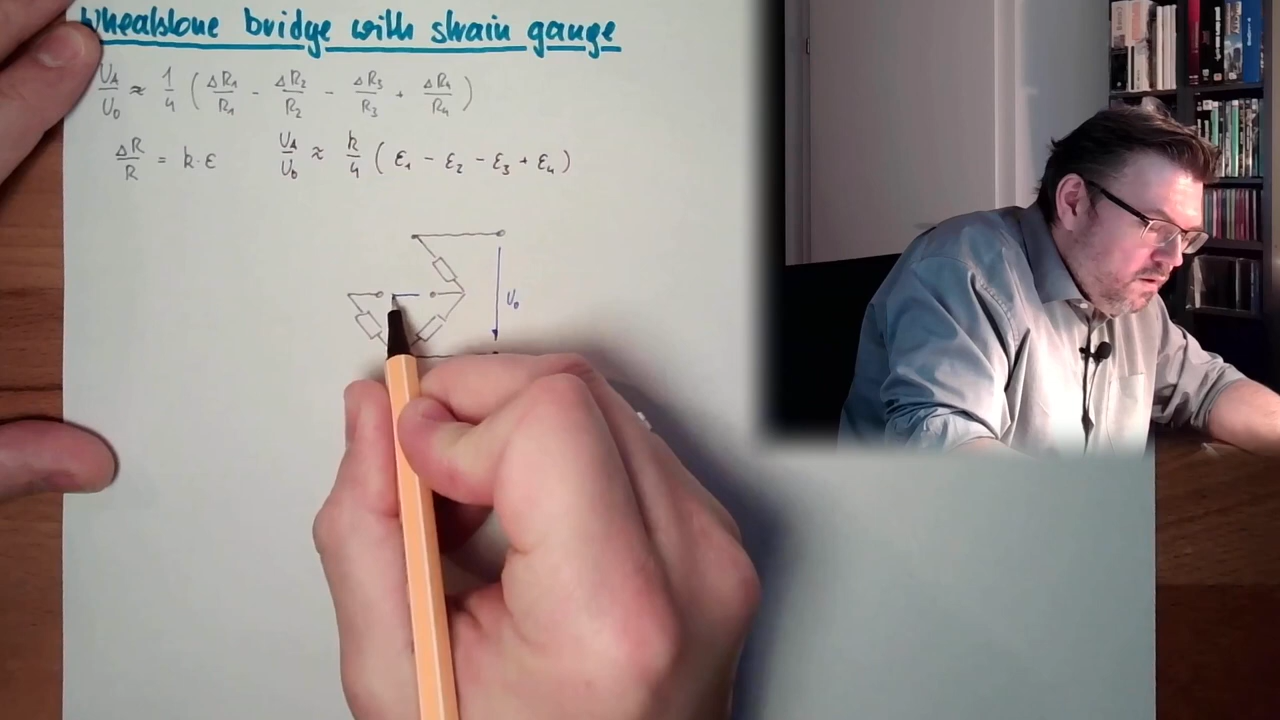 Wheatstone bridge with strain gauge
U_A/U_0 ≈ 1/4 ( ΔR_1/R_1 - ΔR_2/R_2 - ΔR_3/R_3 + ΔR_4/R_4 )
ΔR/R = k·ε U_A/U_0 ≈ k/4 ( ε_1 - ε_2 - ε_3 + ε_4 )
U_0